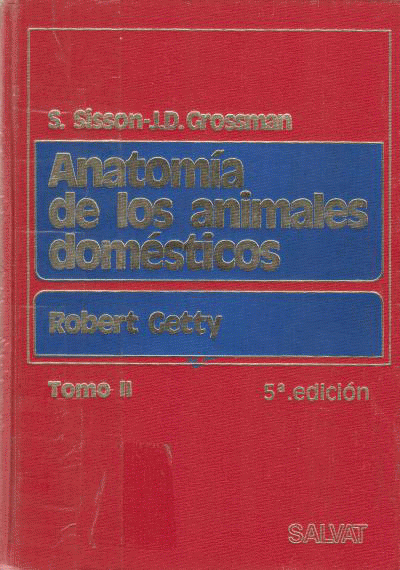 S. Sisson-J.D. Grossman
Anatomía
de los animales
domésticos
Robert Getty
Tomo II
5ª. edición
SALVAT